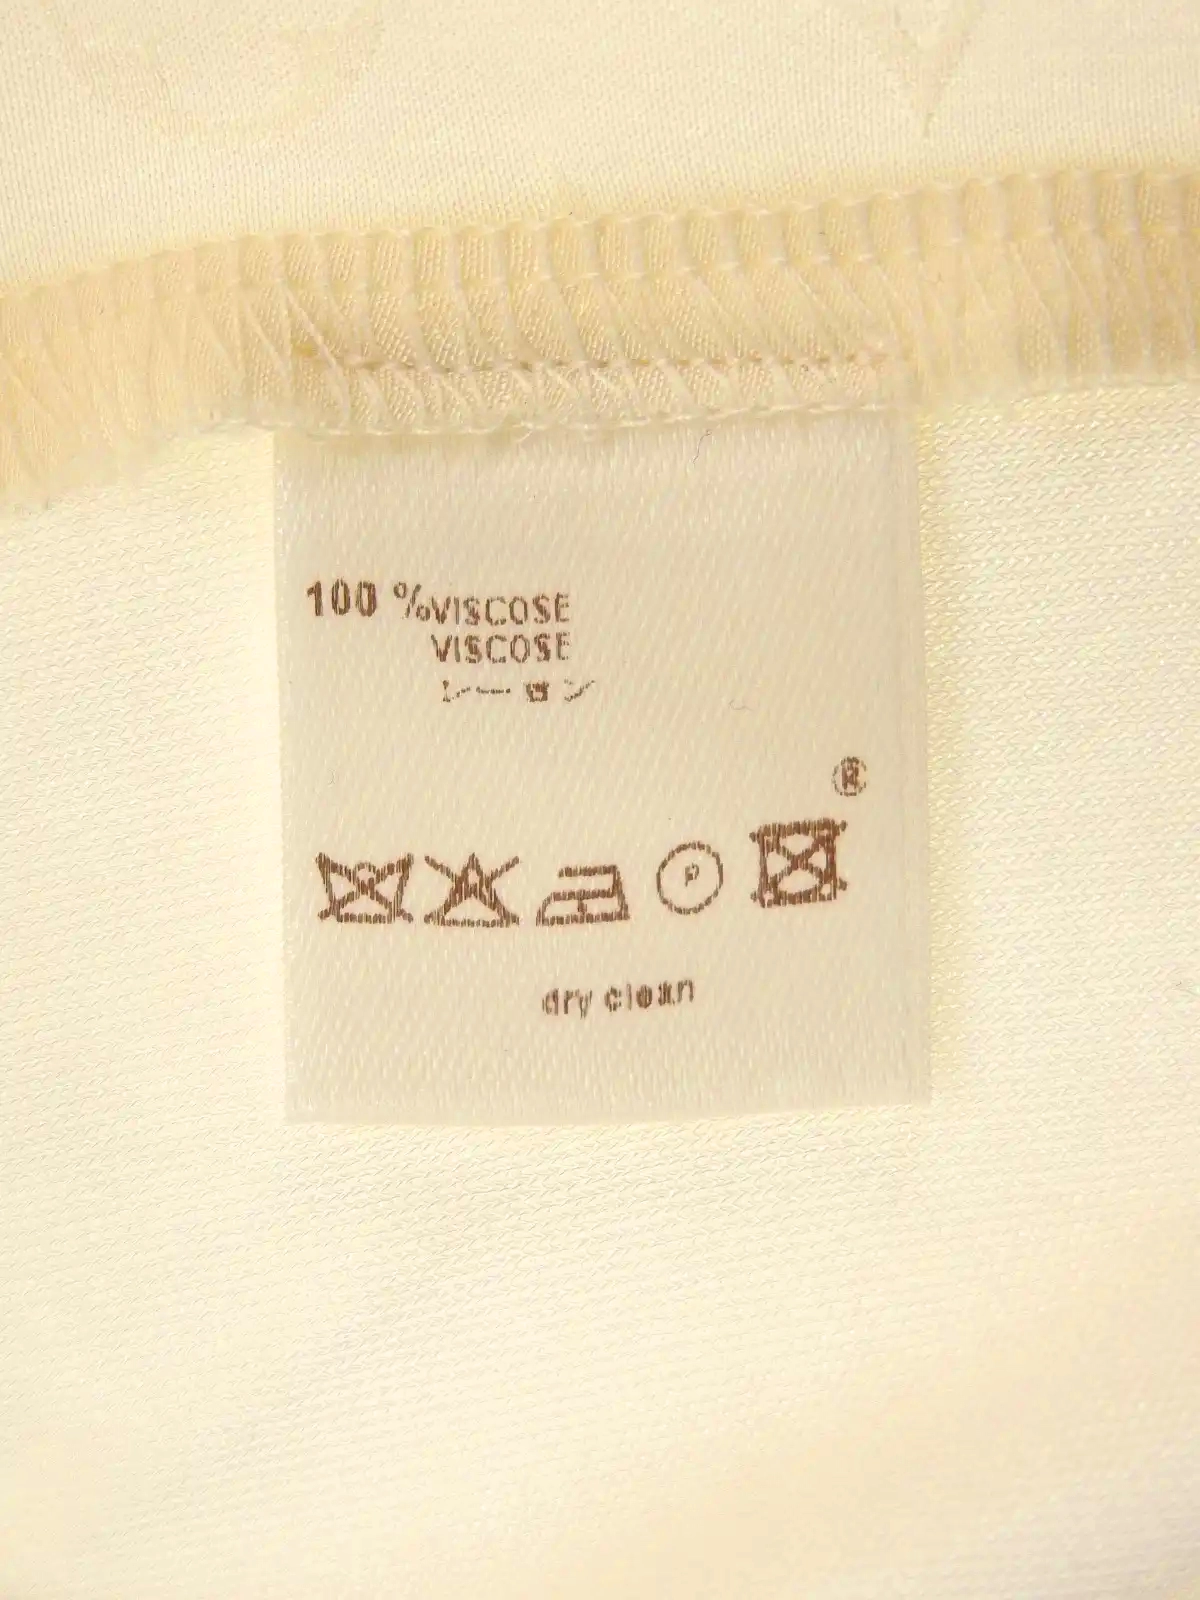 100 % VISCOSE
VISCOSE
レーヨン
®
P
dry clean